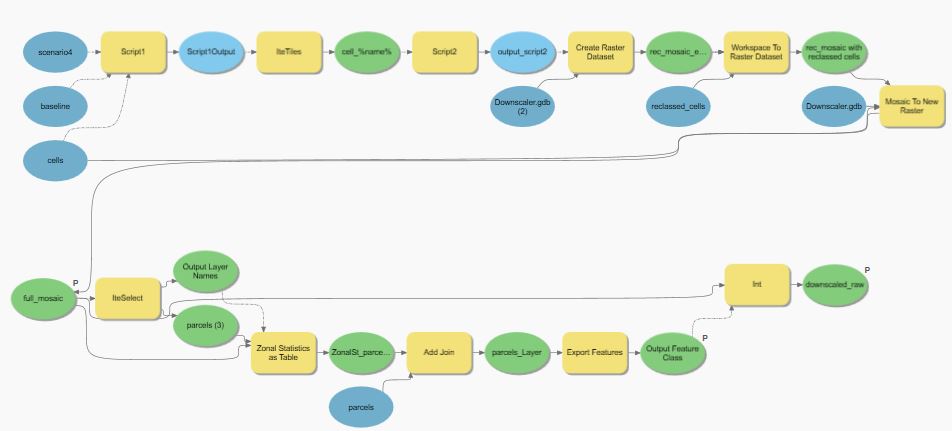 scenario4
Script1
Script1Output
IteTiles
cell_%name%
Script2
output_script2
Create Raster
Dataset
rec_mosaic_e...
Workspace To
Raster Dataset
rec_mosaic with
reclassed cells
baseline
Downscaler.gdb
(2)
reclassed_cells
Downscaler.gdb
Mosaic To New
Raster
cells
Output Layer
Names
P
full_mosaic
IteSelect
parcels (3)
Int
P
downscaled_raw
Zonal Statistics
as Table
ZonalSt_parce...
Add Join
parcels_Layer
Export Features
P
Output Feature
Class
parcels